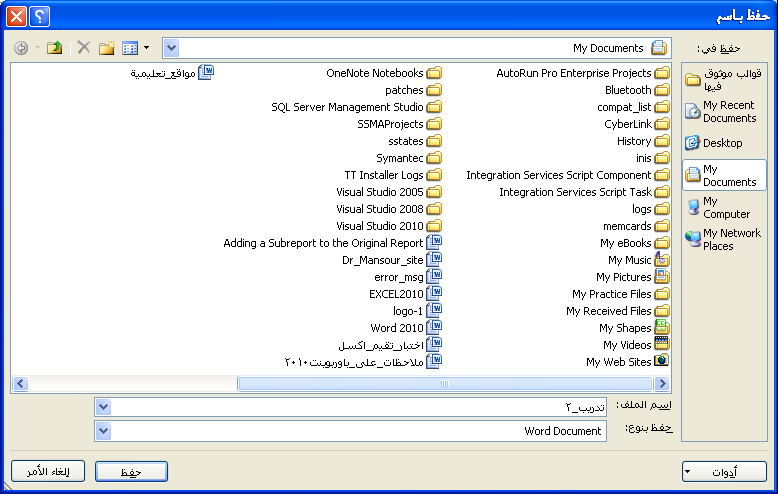 حفظ باسم
حفظ في:
My Documents
قوالب موثوق
فيها
My Recent
Documents
Desktop
My
Documents
My
Computer
My Network
Places
AutoRun Pro Enterprise Projects
Bluetooth
compat_list
CyberLink
History
inis
Integration Services Script Component
Integration Services Script Task
logs
memcards
My eBooks
My Music
My Pictures
My Practice Files
My Received Files
My Shapes
My Videos
My Web Sites
OneNote Notebooks
patches
SQL Server Management Studio
SSMAProjects
sstates
Symantec
TT Installer Logs
Visual Studio 2005
Visual Studio 2008
Visual Studio 2010
Adding a Subreport to the Original Report
Dr_Mansour_site
error_msg
EXCEL2010
logo-1
Word 2010
اختبار_تقيم_اكسل
ملاحظات_على_باوربوينت٢٠١٠
مواقع_تعليمية
اسم الملف:
تدريب_٢
حفظ بنوع:
Word Document
أدوات
حفظ
إلغاء الأمر